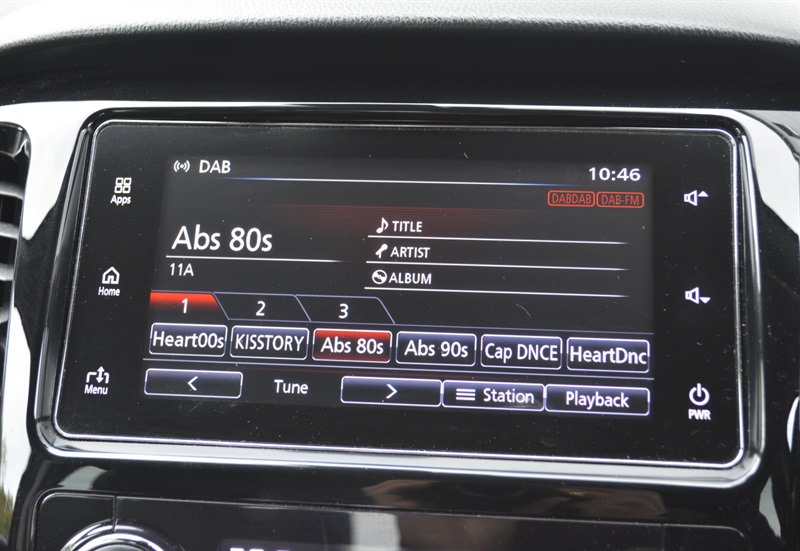 DAB
10:46
DABDAB DAB-FM
Apps
Abs 80s
11A
TITLE
ARTIST
ALBUM
Home
1 2 3
Heart00s KISSTORY Abs 80s Abs 90s Cap DNCE HeartDnc
Menu
< Tune > Station Playback
PWR